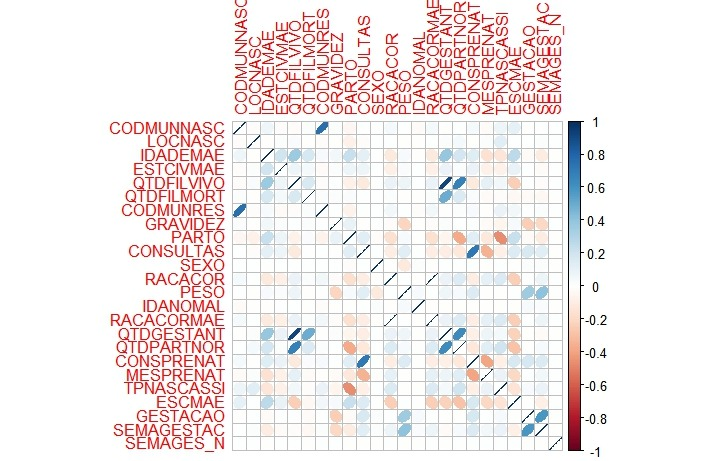 CODMUNNASC
LOCNASC
IDADEMAE
ESTCIVMAE
QTDFILVIVO
QTDFILMORT
CODMUNRES
GRAVIDEZ
PARTO
CONSULTAS
SEXO
RACACOR
PESO
IDANOMAL
RACACORMAE
QTDGESTANT
QTDPARTNOR
CONSPRENAT
MESPRENAT
TPNASCASSI
ESCMAE
GESTACAO
SEMAGESTAC
SEMAGES_N
CODMUNNASC
LOCNASC
IDADEMAE
ESTCIVMAE
QTDFILVIVO
QTDFILMORT
CODMUNRES
GRAVIDEZ
PARTO
CONSULTAS
SEXO
RACACOR
PESO
IDANOMAL
RACACORMAE
QTDGESTANT
QTDPARTNOR
CONSPRENAT
MESPRENAT
TPNASCASSI
ESCMAE
GESTACAO
SEMAGESTAC
SEMAGES_N
1
0.8
0.6
0.4
0.2
0
-0.2
-0.4
-0.6
-0.8
-1